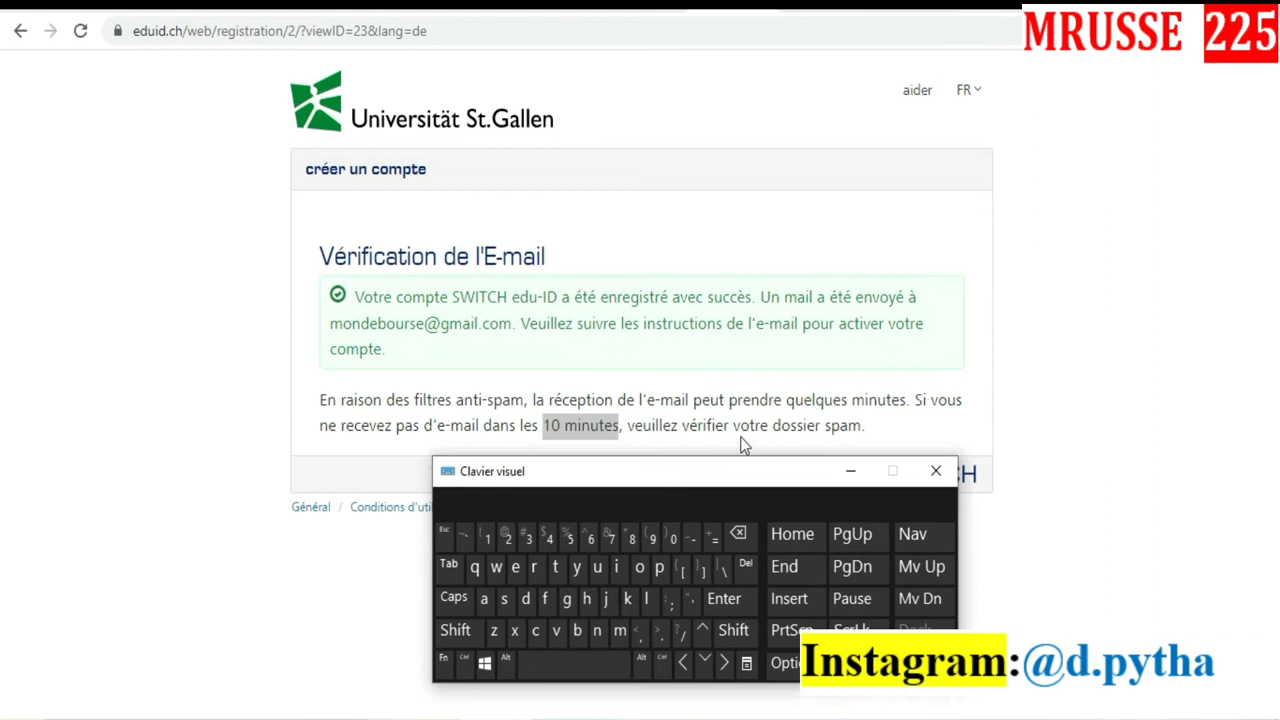 eduid.ch/web/registration/2/?viewID=23&lang=de
MRUSSE 225
Universität St.Gallen
aider FR
créer un compte
Vérification de l'E-mail
Votre compte SWITCH edu-ID a été enregistré avec succès. Un mail a été envoyé à
mondebourse@gmail.com. Veuillez suivre les instructions de l'e-mail pour activer votre
compte.
En raison des filtres anti-spam, la réception de l'e-mail peut prendre quelques minutes. Si vous
ne recevez pas d'e-mail dans les 10 minutes, veuillez vérifier votre dossier spam.
Clavier visuel
CH
Général / Conditions d'uti
Esc 1 2 3 4 5 6 7 8 9 0 - = Home PgUp Nav
Tab q w e r t y u i o p [ ] \ Del End PgDn Mv Up
Caps a s d f g h j k l ; ' Enter Insert Pause Mv Dn
Shift z x c v b n m , . / Shift PrtScn ScrLk Dock
Fn Ctrl Alt Alt Ctrl Opti
Instagram:@d.pytha